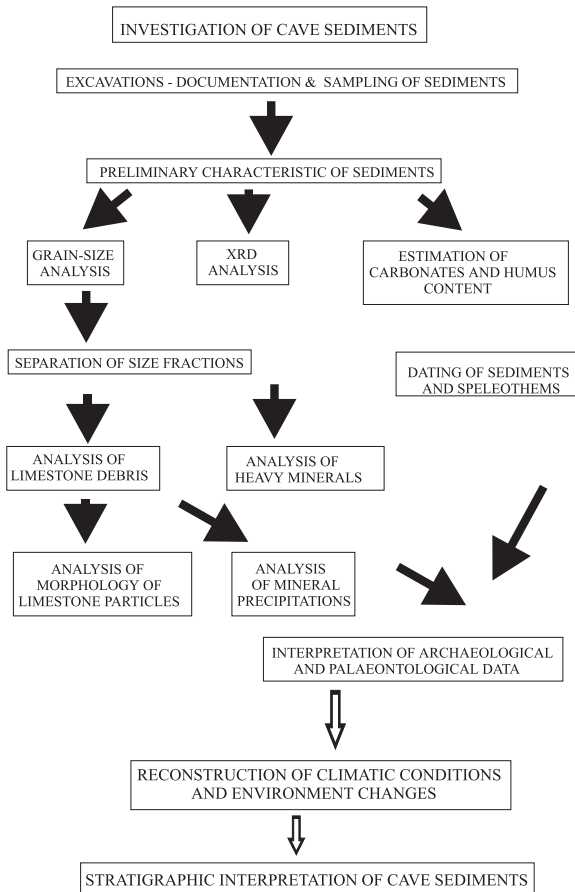 INVESTIGATION OF CAVE SEDIMENTS
EXCAVATIONS - DOCUMENTATION & SAMPLING OF SEDIMENTS
PRELIMINARY CHARACTERISTIC OF SEDIMENTS
GRAIN-SIZE
ANALYSIS
XRD
ANALYSIS
ESTIMATION OF
CARBONATES AND HUMUS
CONTENT
SEPARATION OF SIZE FRACTIONS
DATING OF SEDIMENTS
AND SPELEOTHEMS
ANALYSIS OF
LIMESTONE DEBRIS
ANALYSIS OF
HEAVY MINERALS
ANALYSIS OF
MORPHOLOGY OF
LIMESTONE PARTICLES
ANALYSIS
OF MINERAL
PRECIPITATIONS
INTERPRETATION OF ARCHAEOLOGICAL
AND PALAEONTOLOGICAL DATA
RECONSTRUCTION OF CLIMATIC CONDITIONS
AND ENVIRONMENT CHANGES
STRATIGRAPHIC INTERPRETATION OF CAVE SEDIMENTS